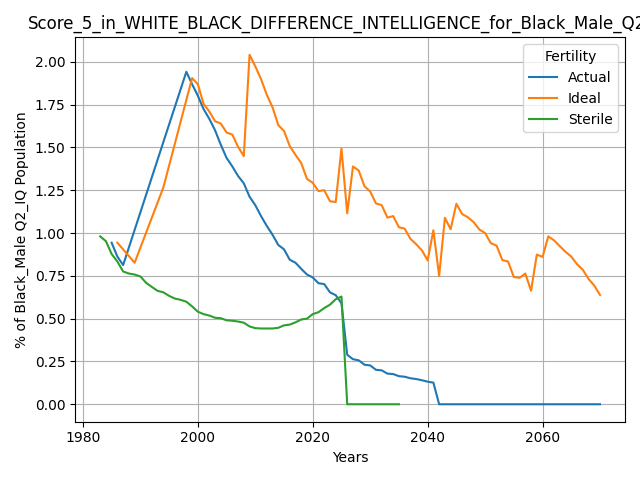 Score_5_in_WHITE_BLACK_DIFFERENCE_INTELLIGENCE_for_Black_Male_Q2
% of Black_Male Q2_IQ Population
2.00
1.75
1.50
1.25
1.00
0.75
0.50
0.25
0.00
Fertility
Actual
Ideal
Sterile
1980 2000 2020 2040 2060
Years